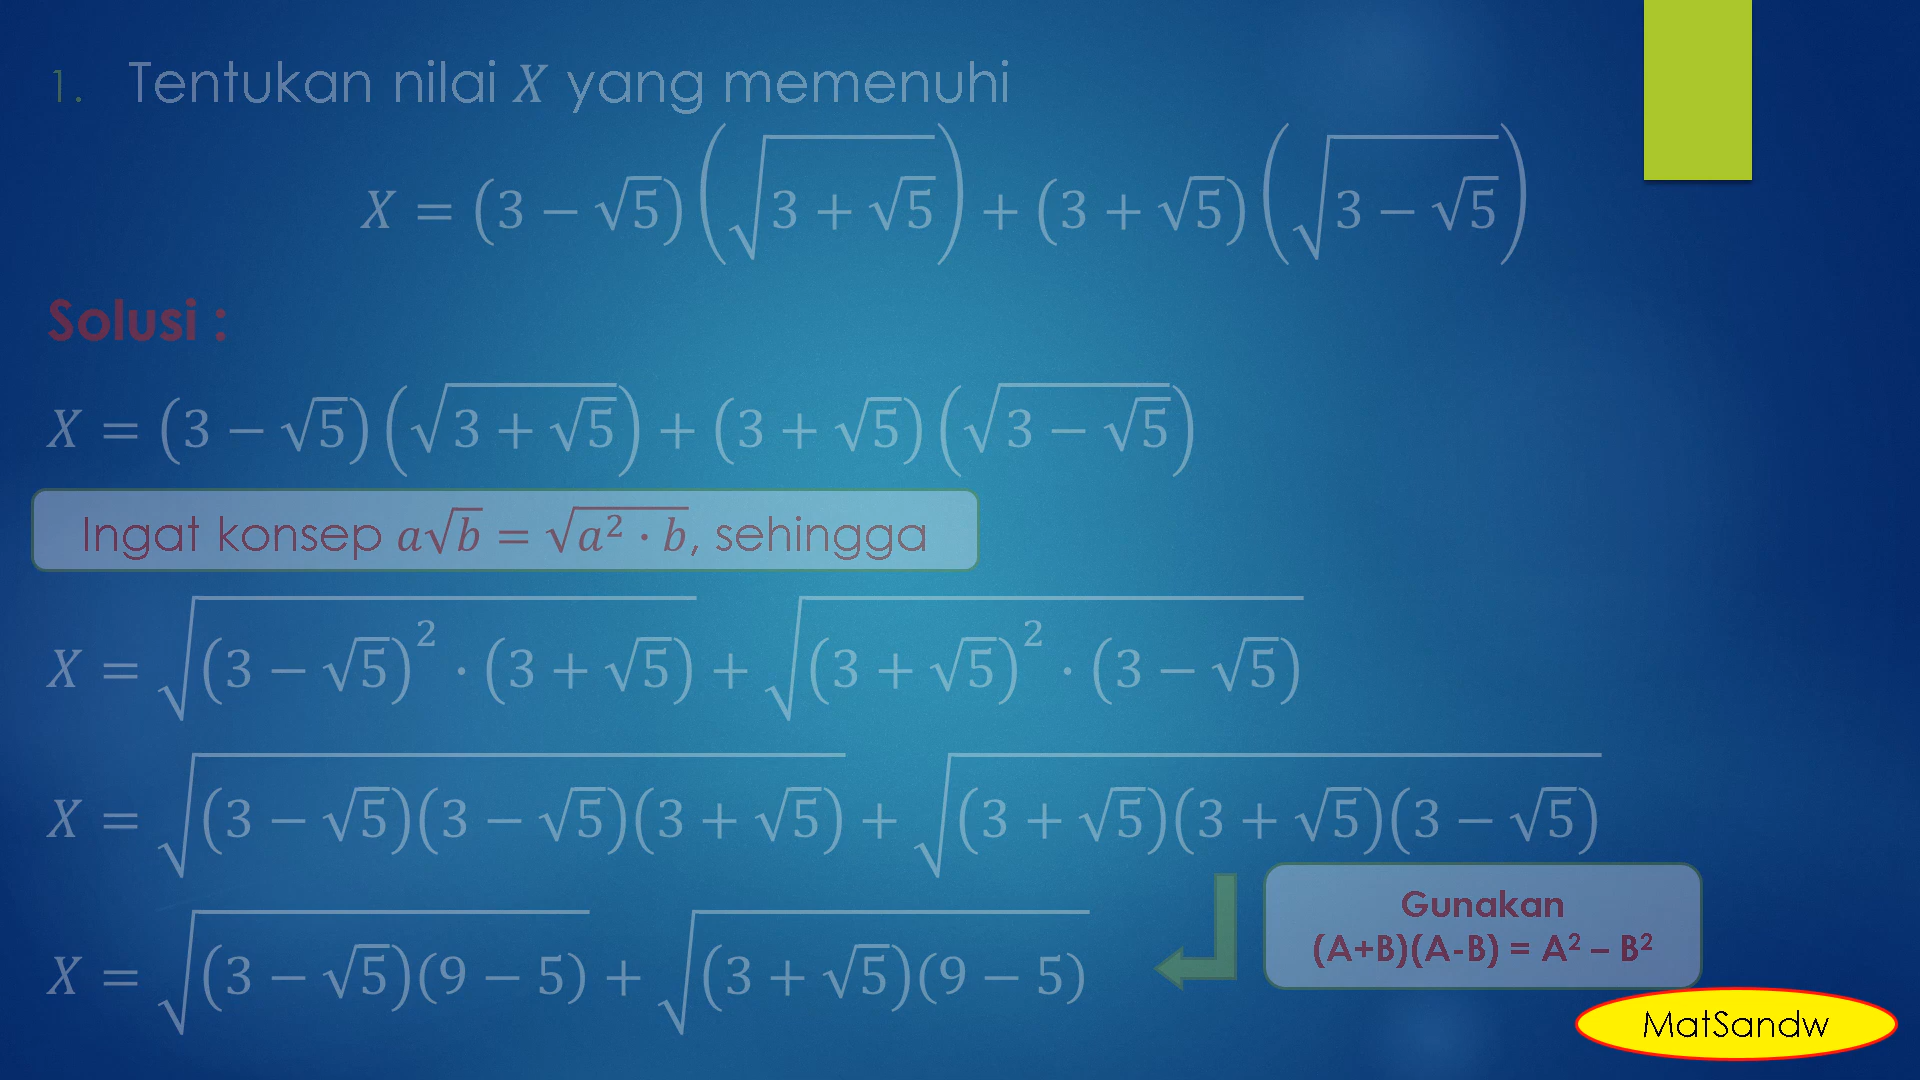 1. Tentukan nilai X yang memenuhi
X = (3 − √5)(√(3 + √5)) + (3 + √5)(√(3 − √5))
Solusi :
X = (3 − √5)(√(3 + √5)) + (3 + √5)(√(3 − √5))
Ingat konsep a√b = √(a² · b), sehingga
X = √((3 − √5)² · (3 + √5)) + √((3 + √5)² · (3 − √5))
X = √((3 − √5)(3 − √5)(3 + √5)) + √((3 + √5)(3 + √5)(3 − √5))
Gunakan
(A+B)(A-B) = A² – B²
X = √((3 − √5)(9 − 5)) + √((3 + √5)(9 − 5))
MatSandw